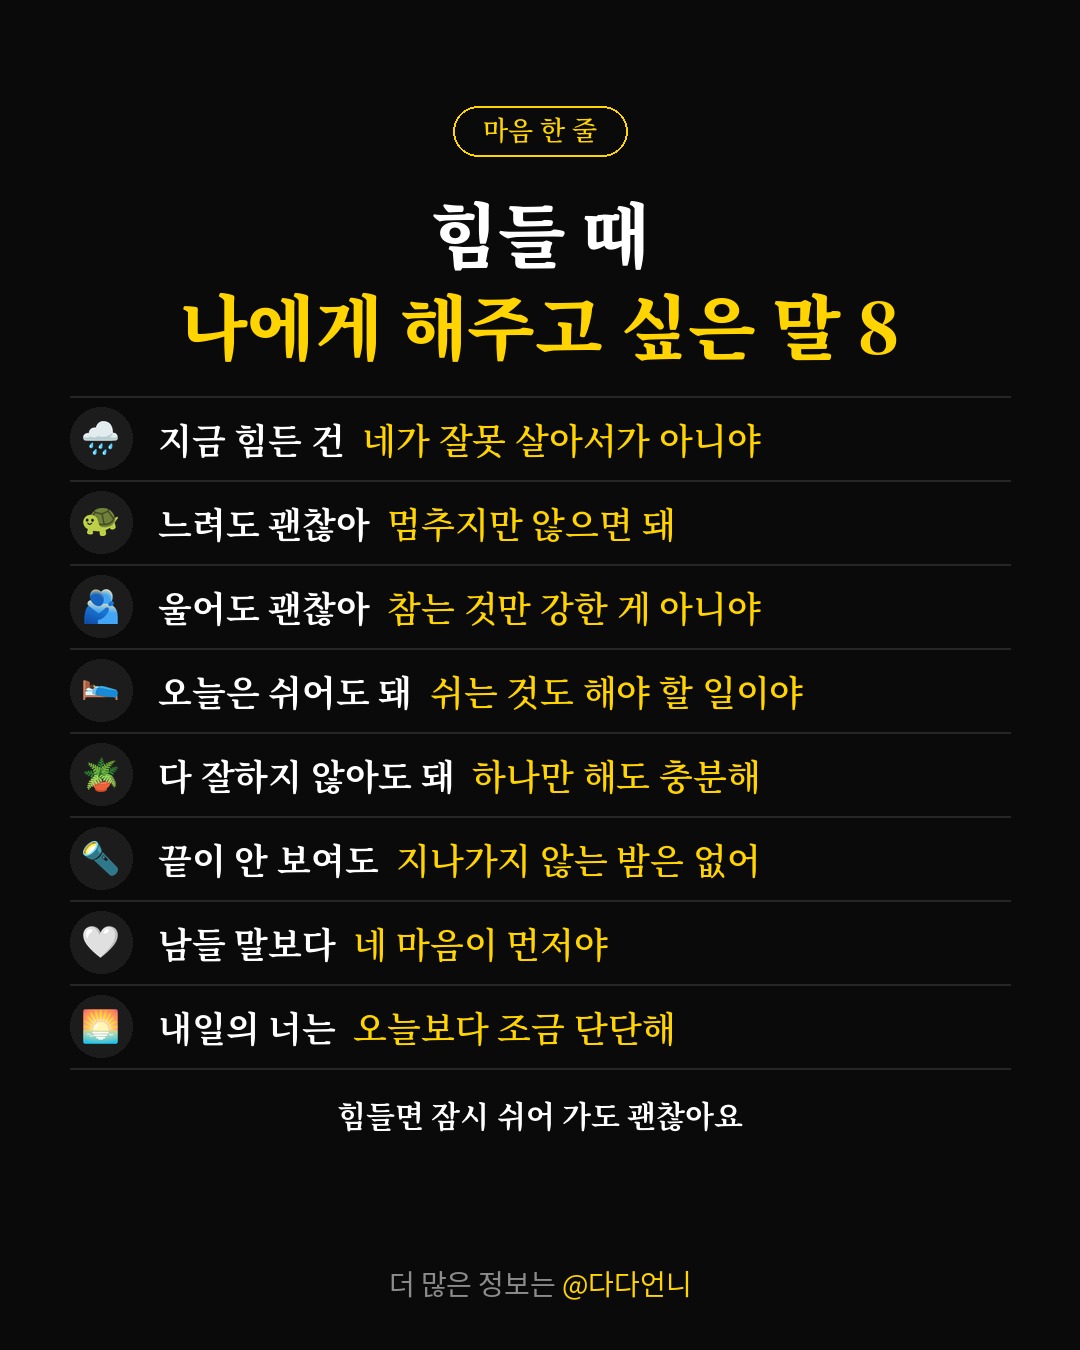 마음 한 줄
힘들 때
나에게 해주고 싶은 말 8
지금 힘든 건 네가 잘못 살아서가 아니야
느려도 괜찮아 멈추지만 않으면 돼
울어도 괜찮아 참는 것만 강한 게 아니야
오늘은 쉬어도 돼 쉬는 것도 해야 할 일이야
다 잘하지 않아도 돼 하나만 해도 충분해
끝이 안 보여도 지나가지 않는 밤은 없어
남들 말보다 네 마음이 먼저야
내일의 너는 오늘보다 조금 단단해
힘들면 잠시 쉬어 가도 괜찮아요
더 많은 정보는 @다다언니